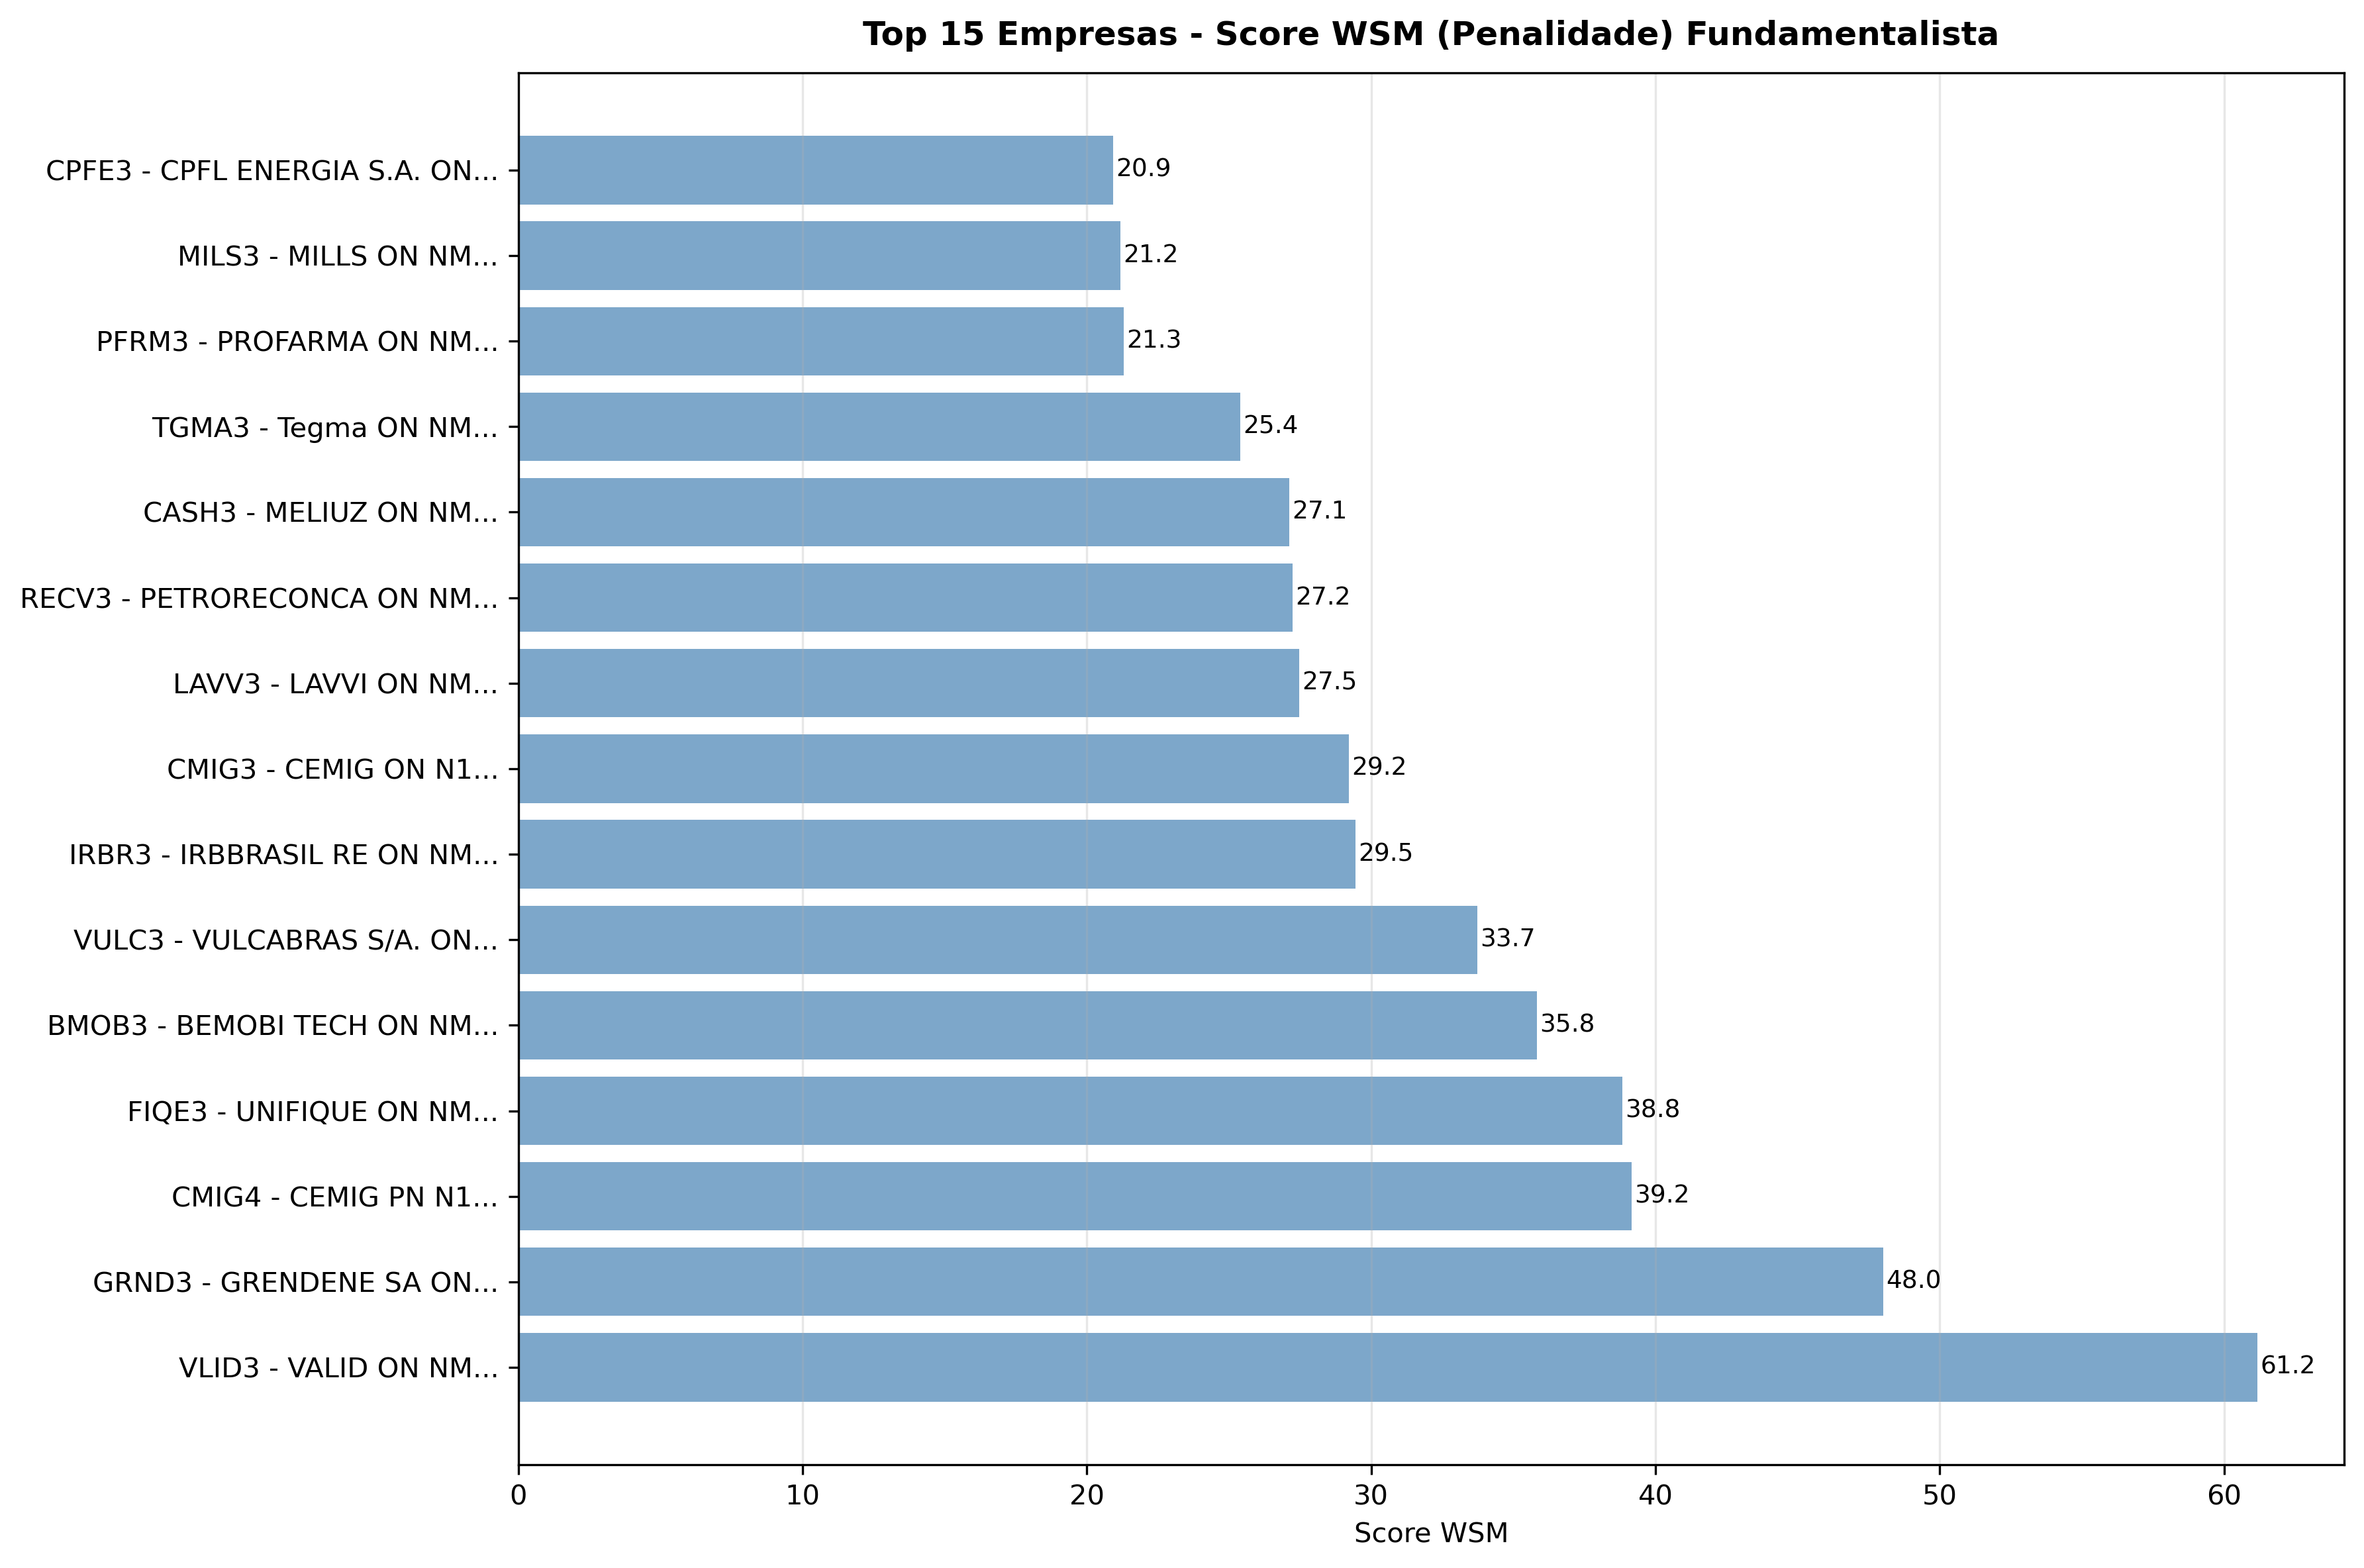 Top 15 Empresas - Score WSM (Penalidade) Fundamentalista
CPFE3 - CPFL ENERGIA S.A. ON... 20.9
MILS3 - MILLS ON NM... 21.2
PFRM3 - PROFARMA ON NM... 21.3
TGMA3 - Tegma ON NM... 25.4
CASH3 - MELIUZ ON NM... 27.1
RECV3 - PETRORECONCA ON NM... 27.2
LAVV3 - LAVVI ON NM... 27.5
CMIG3 - CEMIG ON N1... 29.2
IRBR3 - IRBBRASIL RE ON NM... 29.5
VULC3 - VULCABRAS S/A. ON... 33.7
BMOB3 - BEMOBI TECH ON NM... 35.8
FIQE3 - UNIFIQUE ON NM... 38.8
CMIG4 - CEMIG PN N1... 39.2
GRND3 - GRENDENE SA ON... 48.0
VLID3 - VALID ON NM... 61.2
0 10 20 30 40 50 60
Score WSM